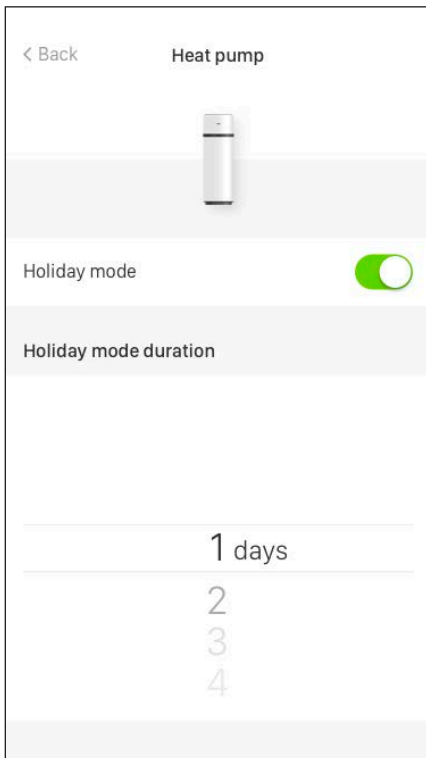 < Back Heat pump
Holiday mode
Holiday mode duration
1 days
2
3
4